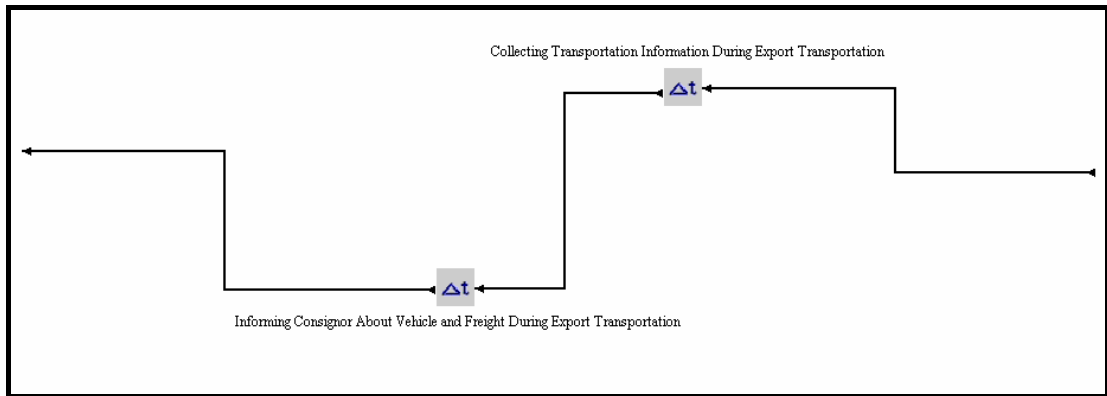 Collecting Transportation Information During Export Transportation
Δt
Δt
Informing Consignor About Vehicle and Freight During Export Transportation